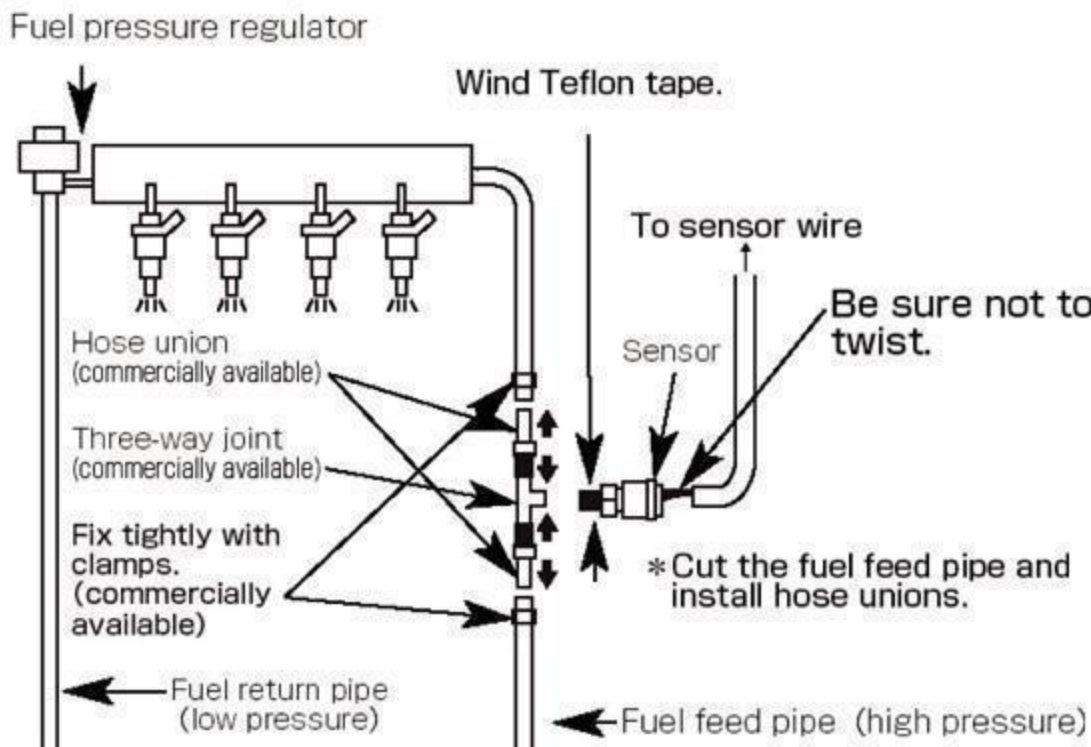 Fuel pressure regulator
Wind Teflon tape.
To sensor wire
Be sure not to
twist.
Sensor
Hose union
(commercially available)
Three-way joint
(commercially available)
Fix tightly with
clamps.
(commercially
available)
*Cut the fuel feed pipe and
install hose unions.
Fuel return pipe
(low pressure)
Fuel feed pipe (high pressure)